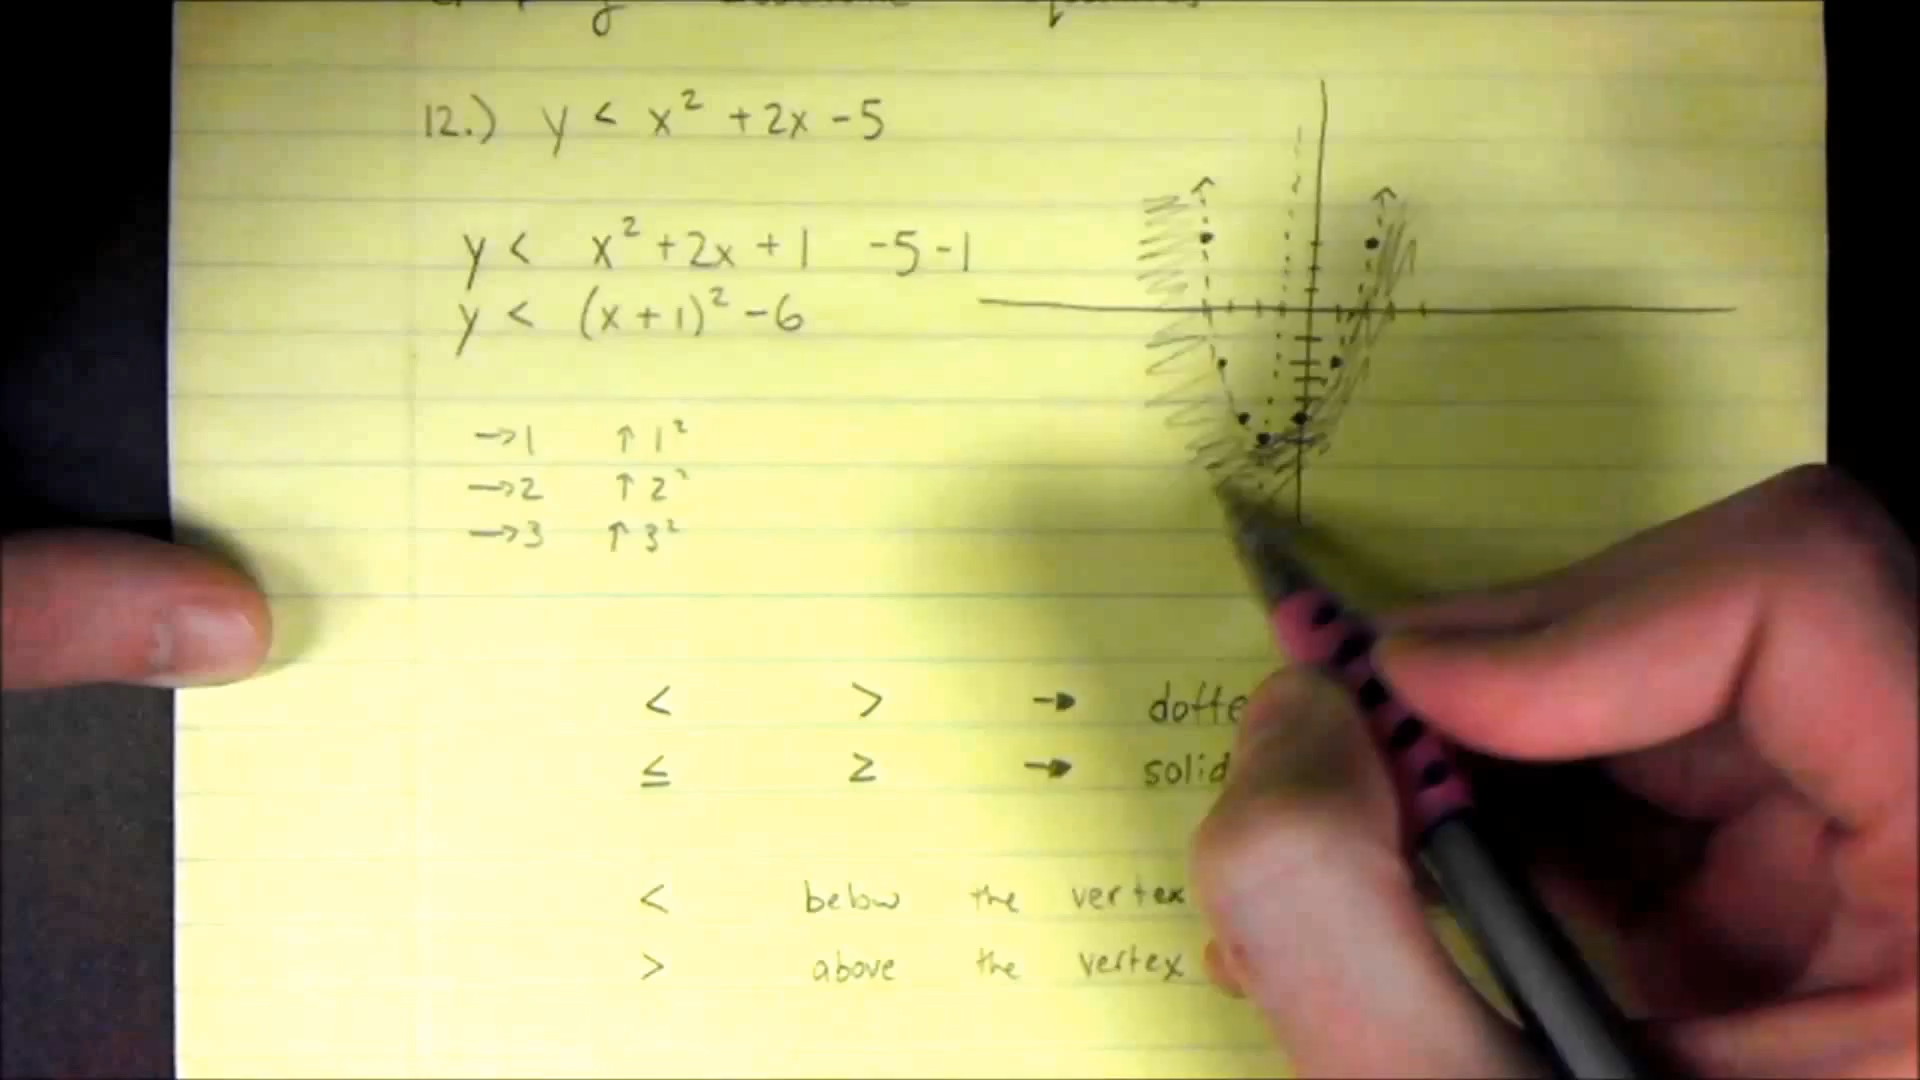 12.) y < x² + 2x - 5
y < x² + 2x + 1 -5 -1
y < (x + 1)² - 6
→1 ↑ 1²
→2 ↑ 2²
→3 ↑ 3²
< > → dotte
≤ ≥ → solid
< below the vertex
> above the vertex